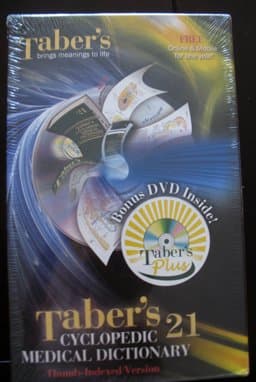 Taber's
brings meanings to life
FREE
Online & Mobile
for one year
Bonus DVD Inside!
Taber's
Plus
Taber's 21
CYCLOPEDIC
MEDICAL DICTIONARY
Thumb-Indexed Version